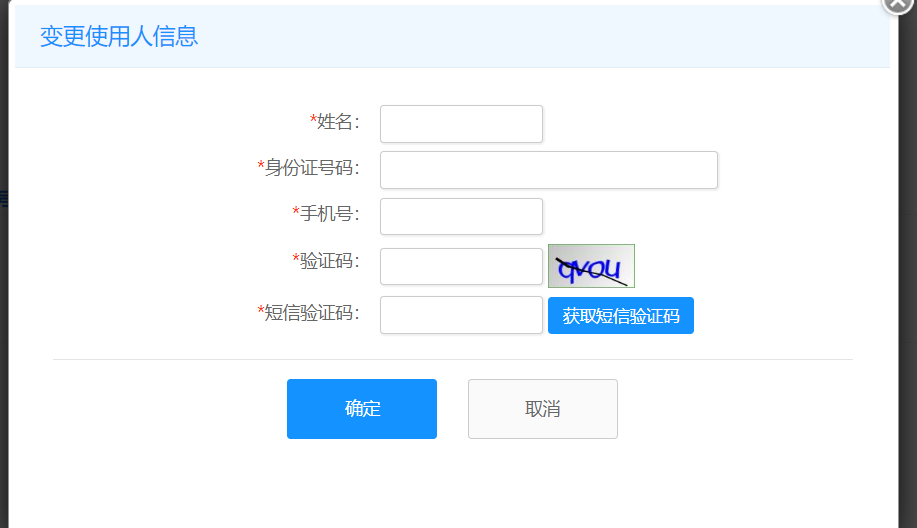 变更使用人信息
*姓名：
*身份证号码：
*手机号：
*验证码： qvou
*短信验证码： 获取短信验证码
确定 取消